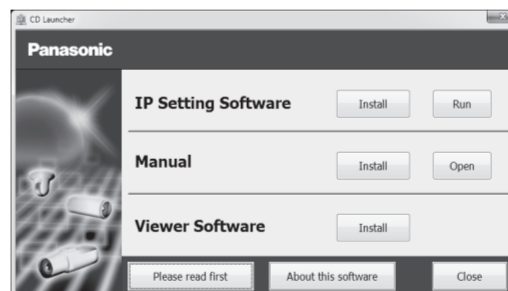 CD Launcher
Panasonic
IP Setting Software Install Run
Manual Install Open
Viewer Software Install
Please read first About this software Close